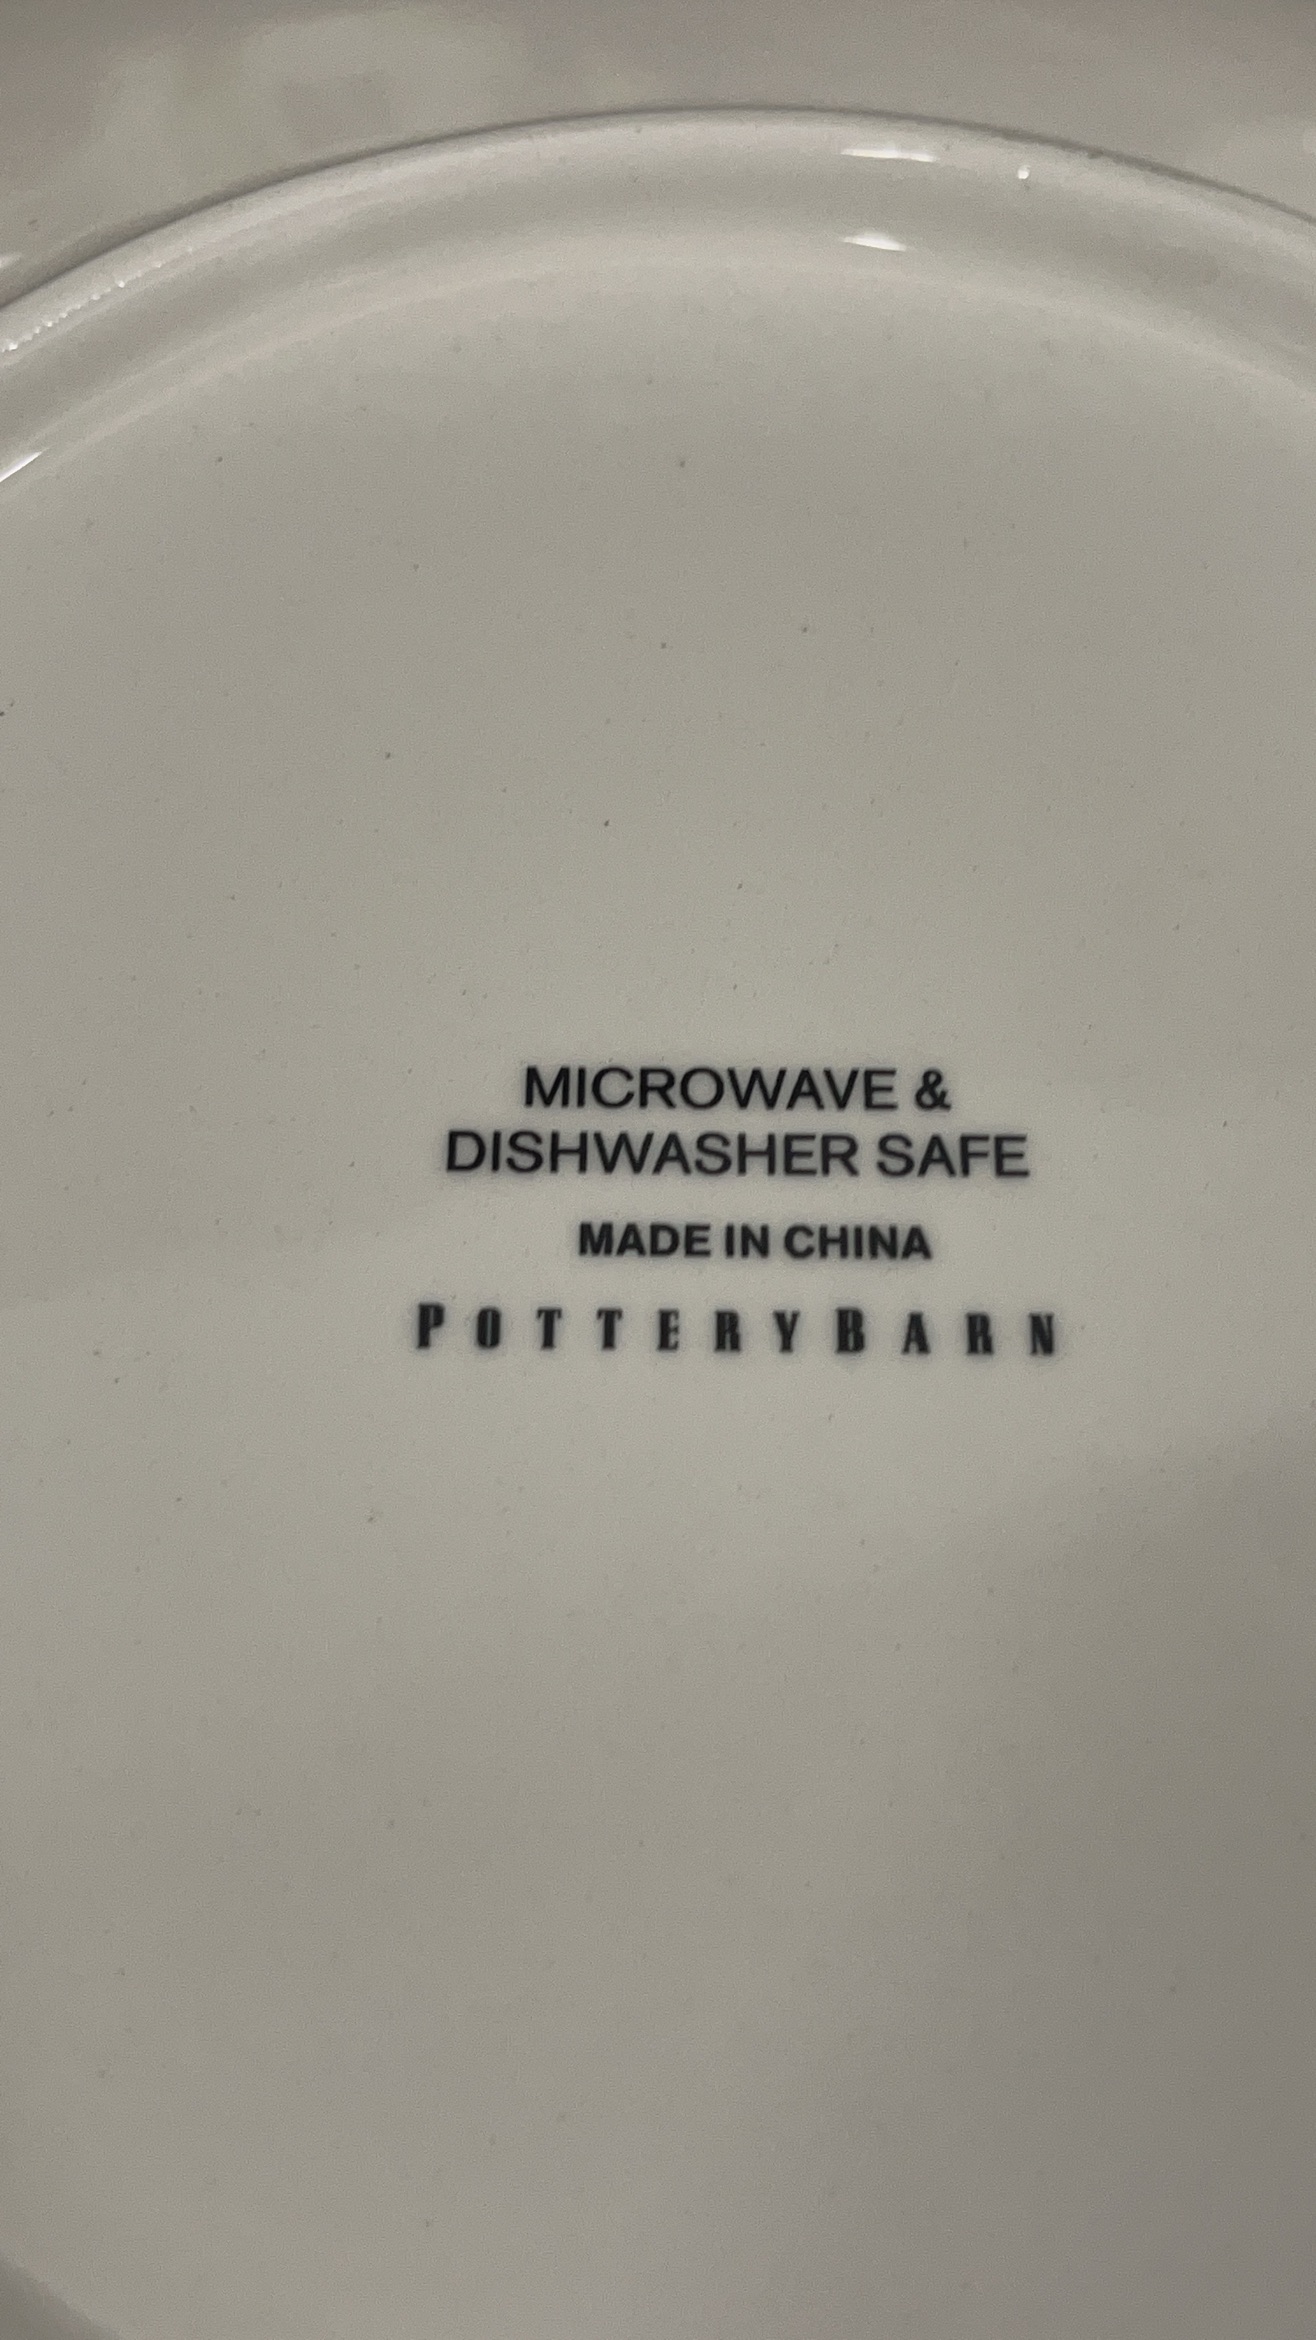 MICROWAVE &
DISHWASHER SAFE
MADE IN CHINA
POTTERYBARN